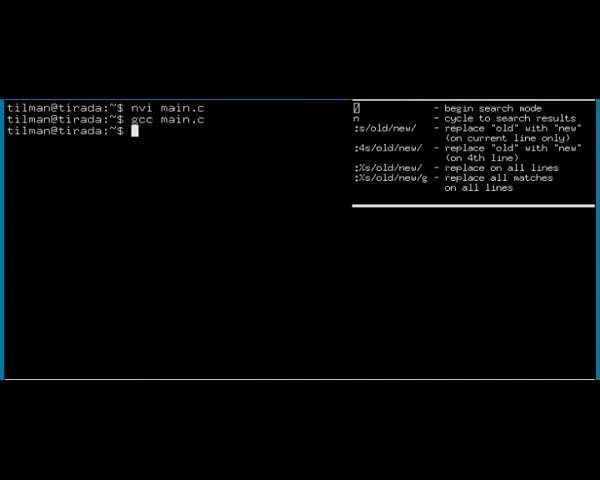 tilman@tirada:~$ nvi main.c
tilman@tirada:~$ gcc main.c
tilman@tirada:~$
/ - begin search mode
n - cycle to search results
:s/old/new/ - replace "old" with "new"
(on current line only)
:4s/old/new/ - replace "old" with "new"
(on 4th line)
:%s/old/new/ - replace on all lines
:%s/old/new/g - replace all matches
on all lines